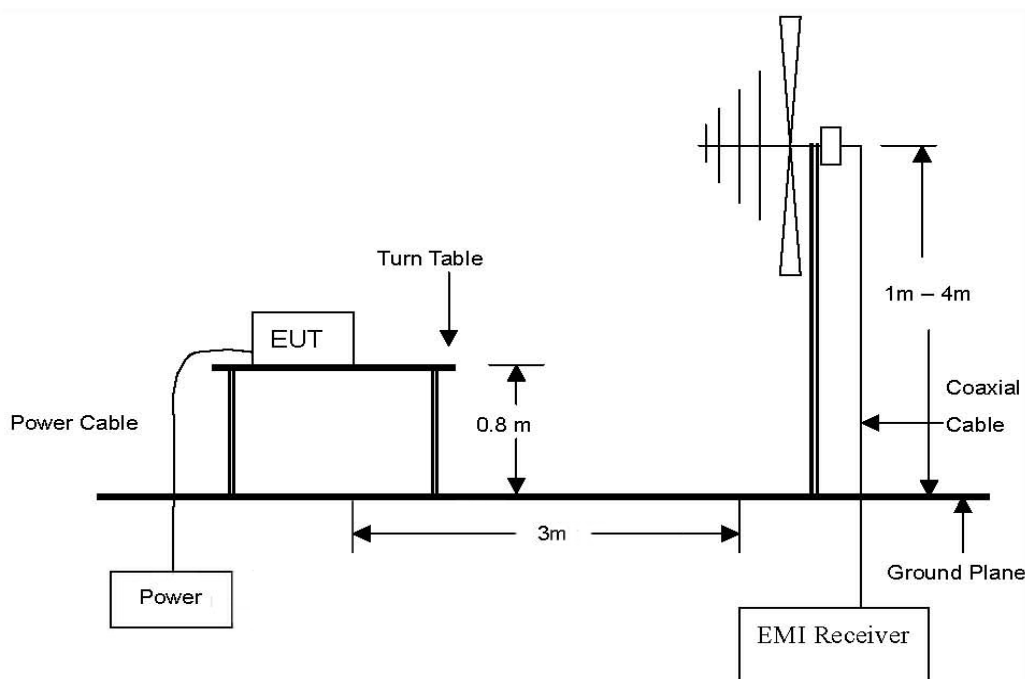 Turn Table
EUT
1m – 4m
Coaxial
Cable
Power Cable
0.8 m
3m
Ground Plane
Power
EMI Receiver